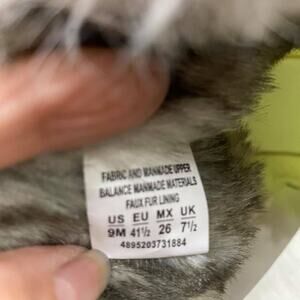 FABRIC AND MANMADE UPPER
BALANCE MANMADE MATERIALS
FAUX FUR LINING
US EU MX UK
9M 41½ 26 7½
4895203731884